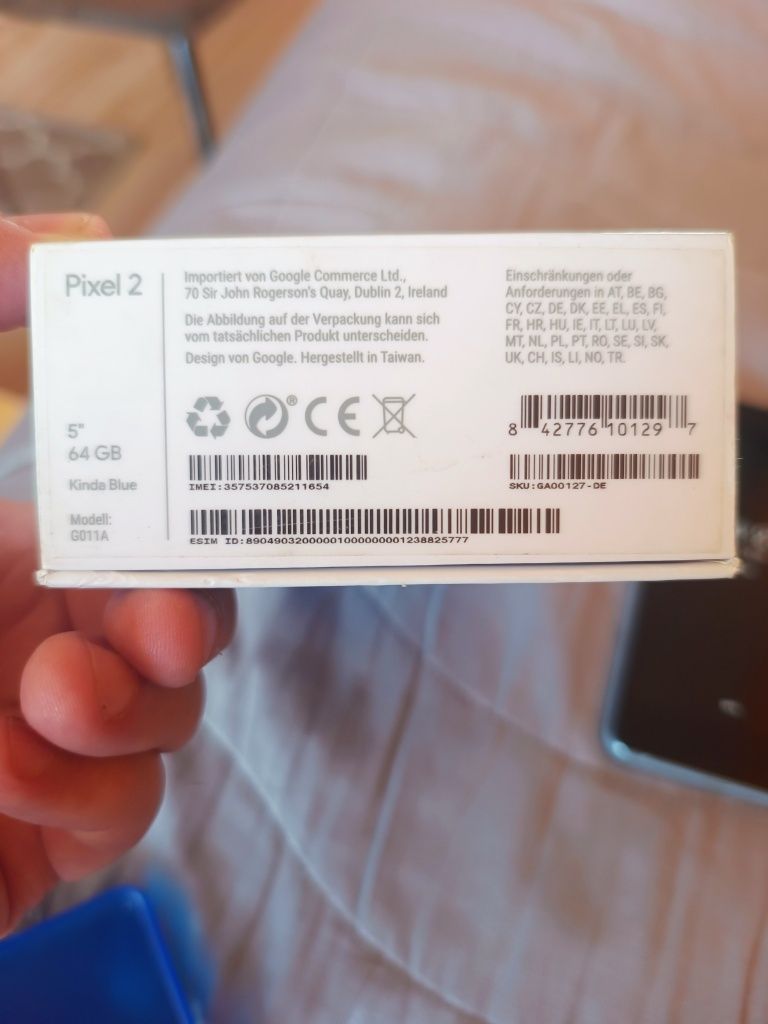 Pixel 2
5"
64 GB
Kinda Blue
Modell:
G011A
Importiert von Google Commerce Ltd.,
70 Sir John Rogerson's Quay, Dublin 2, Ireland
Die Abbildung auf der Verpackung kann sich
vom tatsächlichen Produkt unterscheiden.
Design von Google. Hergestellt in Taiwan.
CE
IMEI:357537085211654
ESIM ID:89049032000001000000001238825777
Einschränkungen oder
Anforderungen in AT, BE, BG,
CY, CZ, DE, DK, EE, EL, ES, FI,
FR, HR, HU, IE, IT, LT, LU, LV,
MT, NL, PL, PT, RO, SE, SI, SK,
UK, CH, IS, LI, NO, TR.
8 42776 10129 7
SKU:GA00127-DE